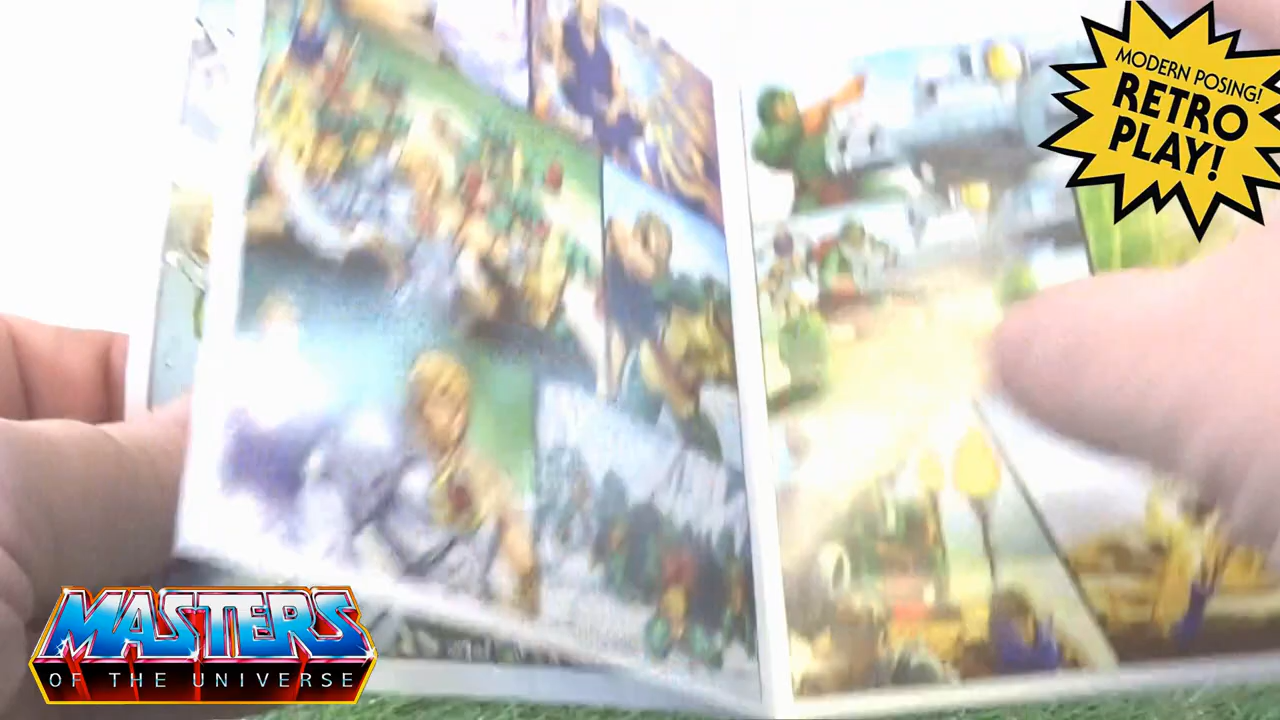 MODERN POSING!
RETRO
PLAY!
MASTERS
OF THE UNIVERSE